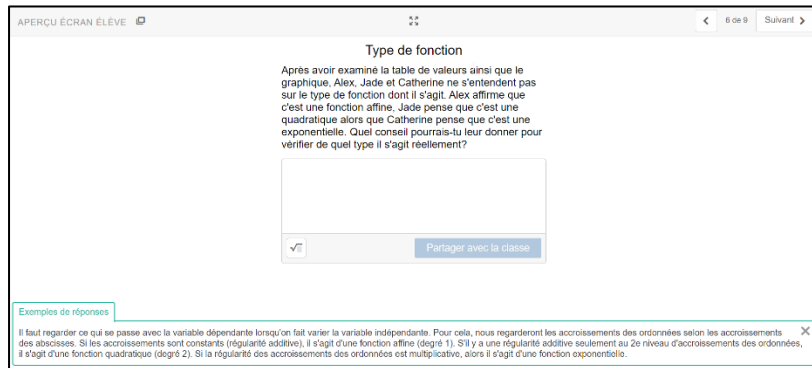 APERÇU ÉCRAN ÉLÈVE
6 de 9
Suivant
Type de fonction
Après avoir examiné la table de valeurs ainsi que le
graphique, Alex, Jade et Catherine ne s'entendent pas
sur le type de fonction dont il s'agit. Alex affirme que
c'est une fonction affine, Jade pense que c'est une
quadratique alors que Catherine pense que c'est une
exponentielle. Quel conseil pourrais-tu leur donner pour
vérifier de quel type il s'agit réellement?
Partager avec la classe
Exemples de réponses
Il faut regarder ce qui se passe avec la variable dépendante lorsqu'on fait varier la variable indépendante. Pour cela, nous regarderont les accroissements des ordonnées selon les accroissements
des abscisses. Si les accroissements sont constants (régularité additive), il s'agit d'une fonction affine (degré 1). S'il y a une régularité additive seulement au 2e niveau d'accroissements des ordonnées,
il s'agit d'une fonction quadratique (degré 2). Si la régularité des accroissements des ordonnées est multiplicative, alors il s'agit d'une fonction exponentielle.